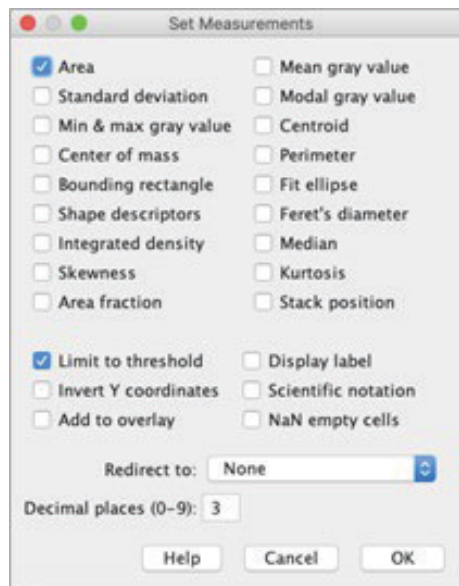 Set Measurements
Area Mean gray value
Standard deviation Modal gray value
Min & max gray value Centroid
Center of mass Perimeter
Bounding rectangle Fit ellipse
Shape descriptors Feret's diameter
Integrated density Median
Skewness Kurtosis
Area fraction Stack position
Limit to threshold Display label
Invert Y coordinates Scientific notation
Add to overlay NaN empty cells
Redirect to: None
Decimal places (0-9): 3
Help Cancel OK